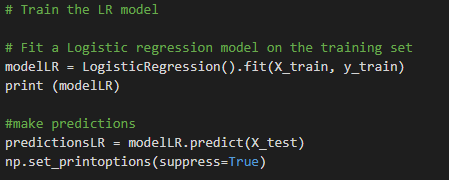 # Train the LR model
# Fit a Logistic regression model on the training set
modelLR = LogisticRegression().fit(X_train, y_train)
print (modelLR)
#make predictions
predictionsLR = modelLR.predict(X_test)
np.set_printoptions(suppress=True)